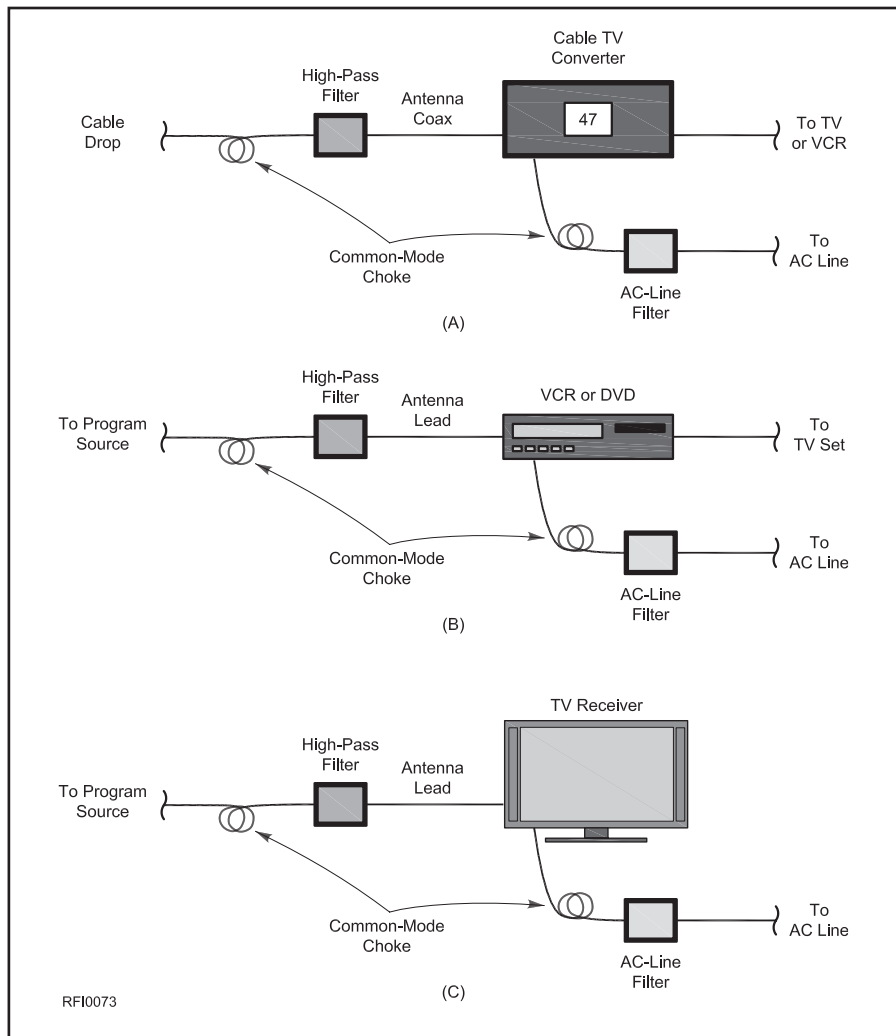 Cable TV
Converter
High-Pass
Filter
Antenna
Coax
Cable
Drop
47
To TV
or VCR
Common-Mode
Choke
To
AC Line
AC-Line
Filter
(A)
High-Pass
Filter
Antenna
Lead
VCR or DVD
To Program
Source
To
TV Set
Common-Mode
Choke
To
AC Line
AC-Line
Filter
(B)
TV Receiver
High-Pass
Filter
Antenna
Lead
To Program
Source
Common-Mode
Choke
To
AC Line
AC-Line
Filter
(C)
RFI0073